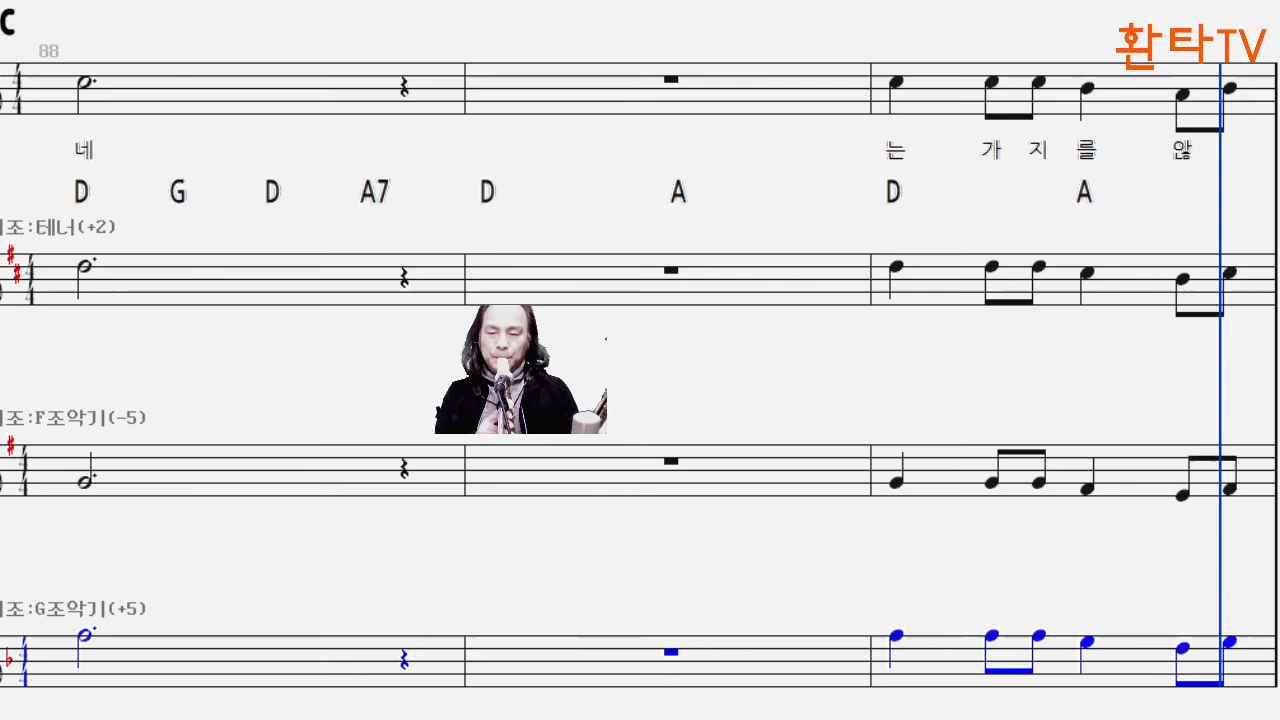 C
환타TV
88
네 는 가 지 를 않
D G D A7 D A D A
조:테너(+2)
조:F조악기(-5)
조:G조악기(+5)